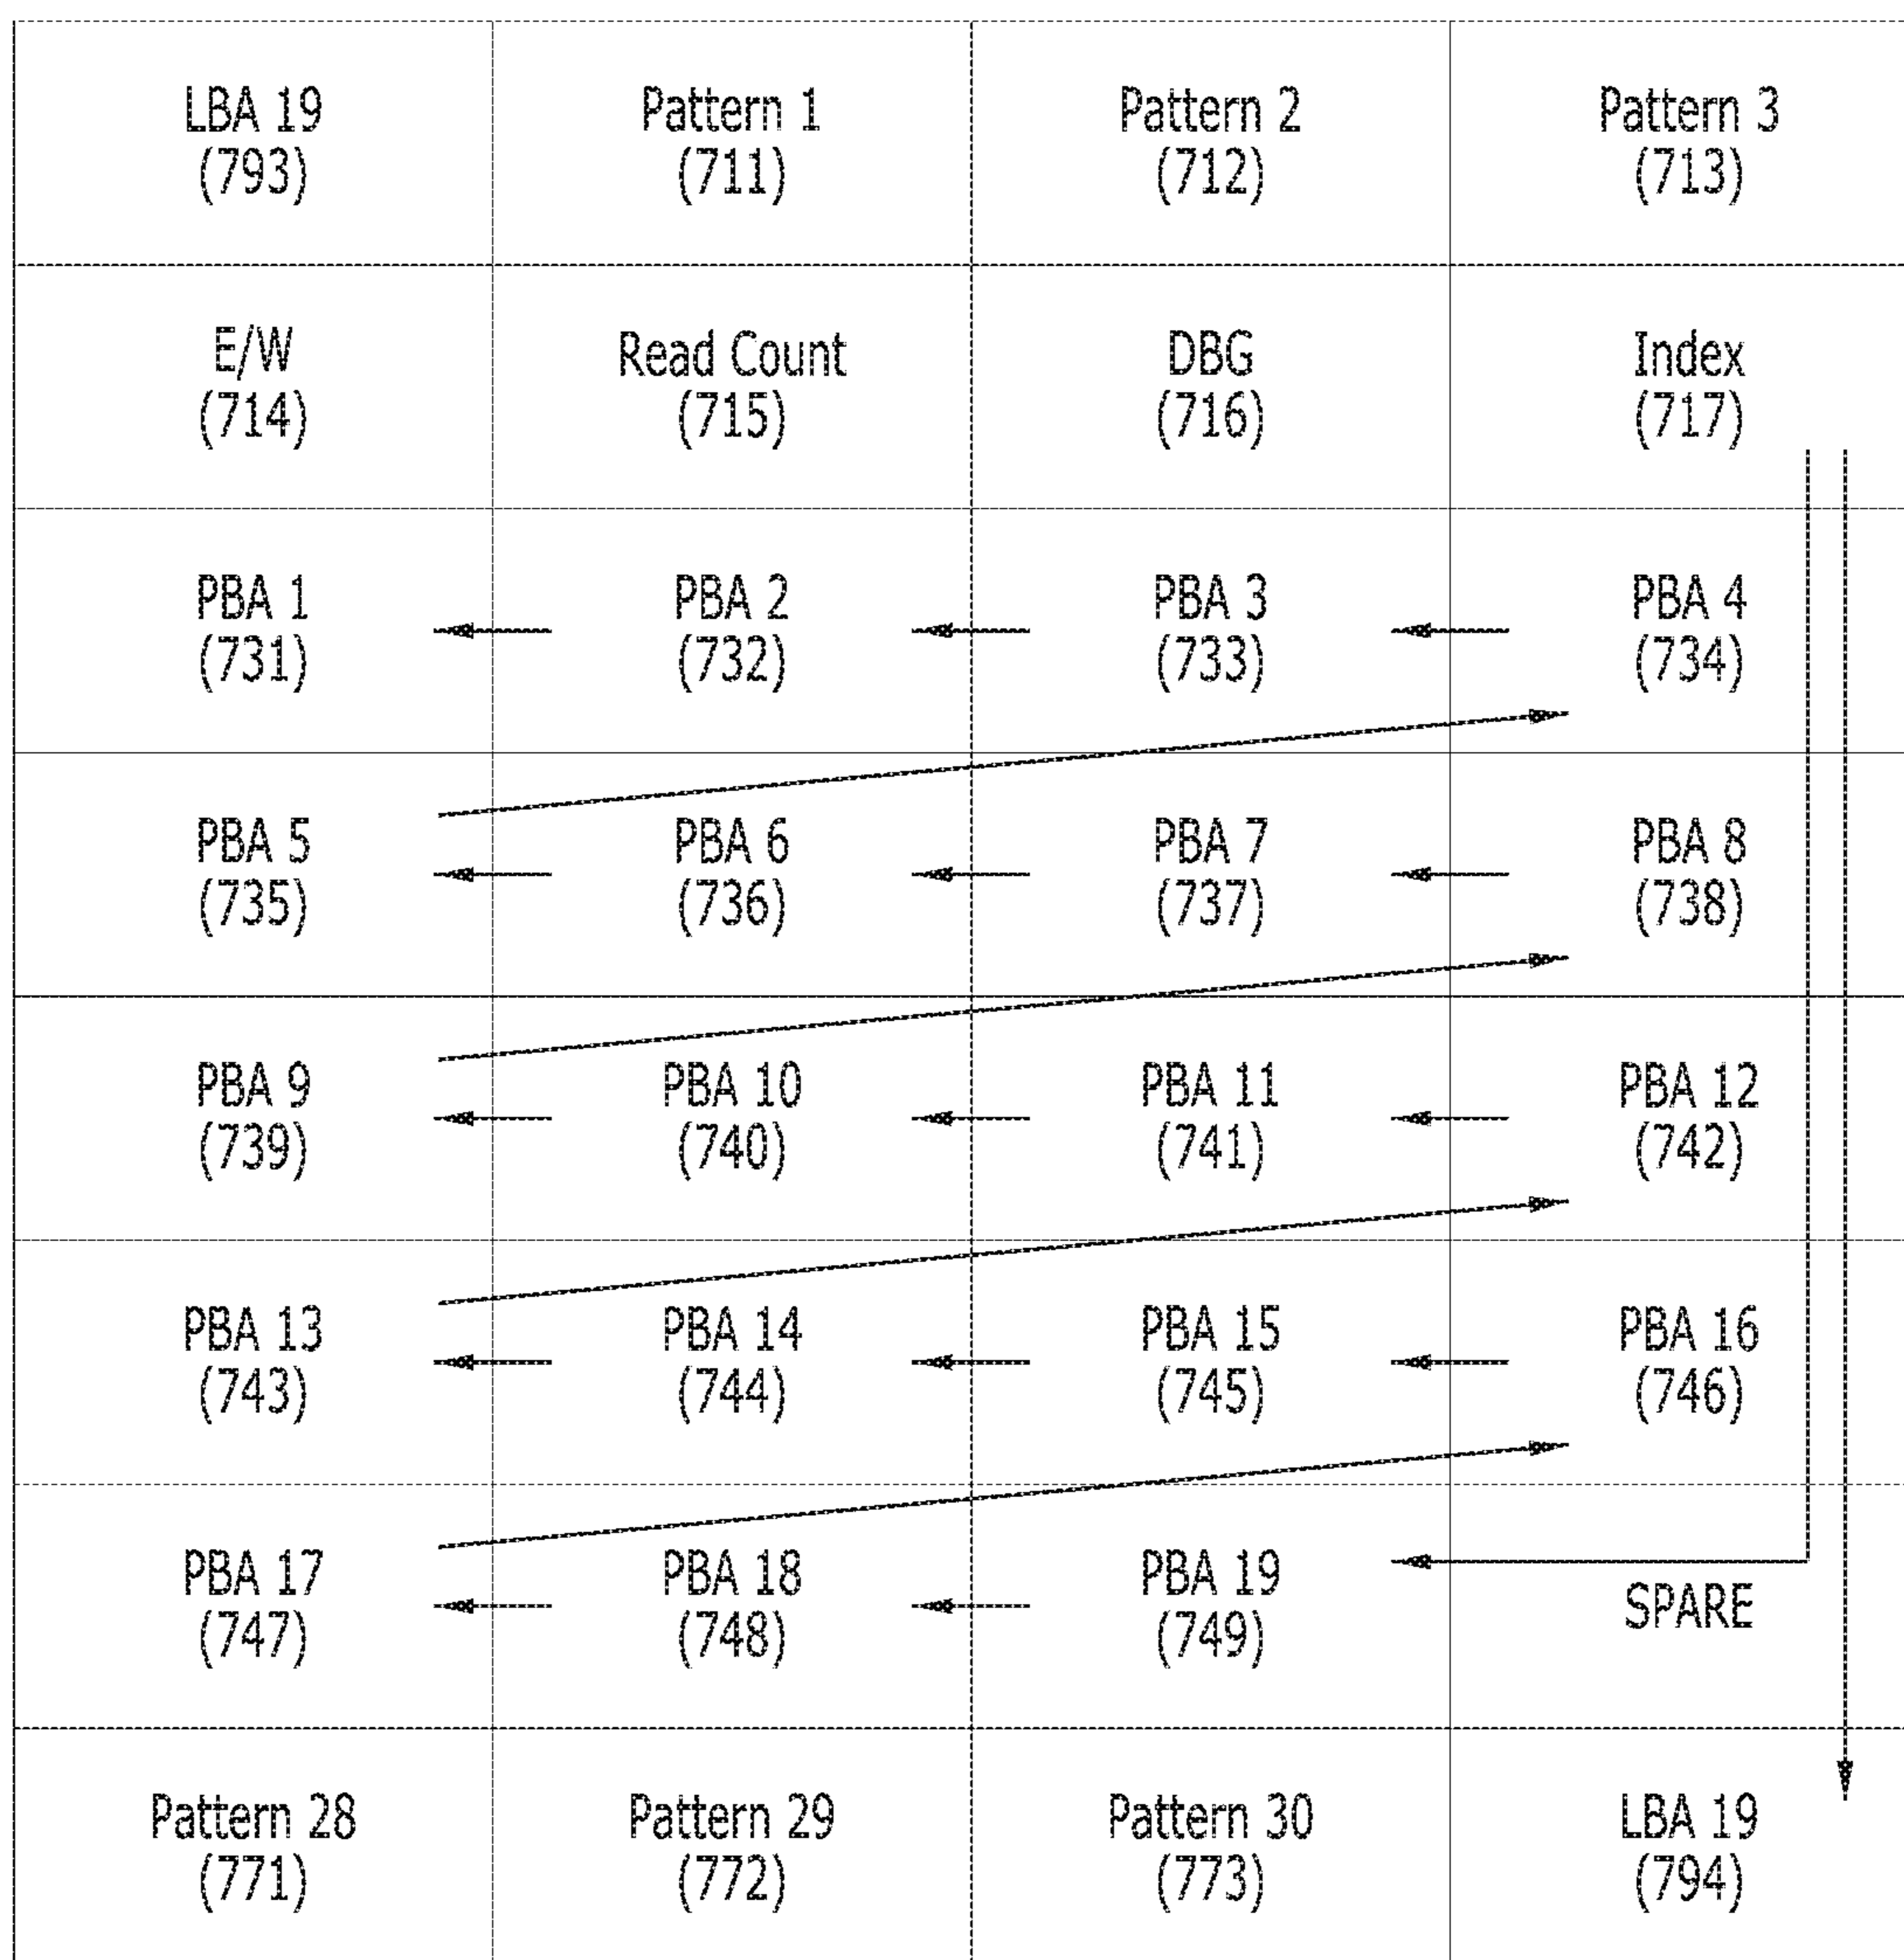 LBA 19
(793)
Pattern 1
(711)
Pattern 2
(712)
Pattern 3
(713)
E/W
(714)
Read Count
(715)
DBG
(716)
Index
(717)
PBA 1
(731)
PBA 2
(732)
PBA 3
(733)
PBA 4
(734)
PBA 5
(735)
PBA 6
(736)
PBA 7
(737)
PBA 8
(738)
PBA 9
(739)
PBA 10
(740)
PBA 11
(741)
PBA 12
(742)
PBA 13
(743)
PBA 14
(744)
PBA 15
(745)
PBA 16
(746)
PBA 17
(747)
PBA 18
(748)
PBA 19
(749)
SPARE
Pattern 28
(771)
Pattern 29
(772)
Pattern 30
(773)
LBA 19
(794)